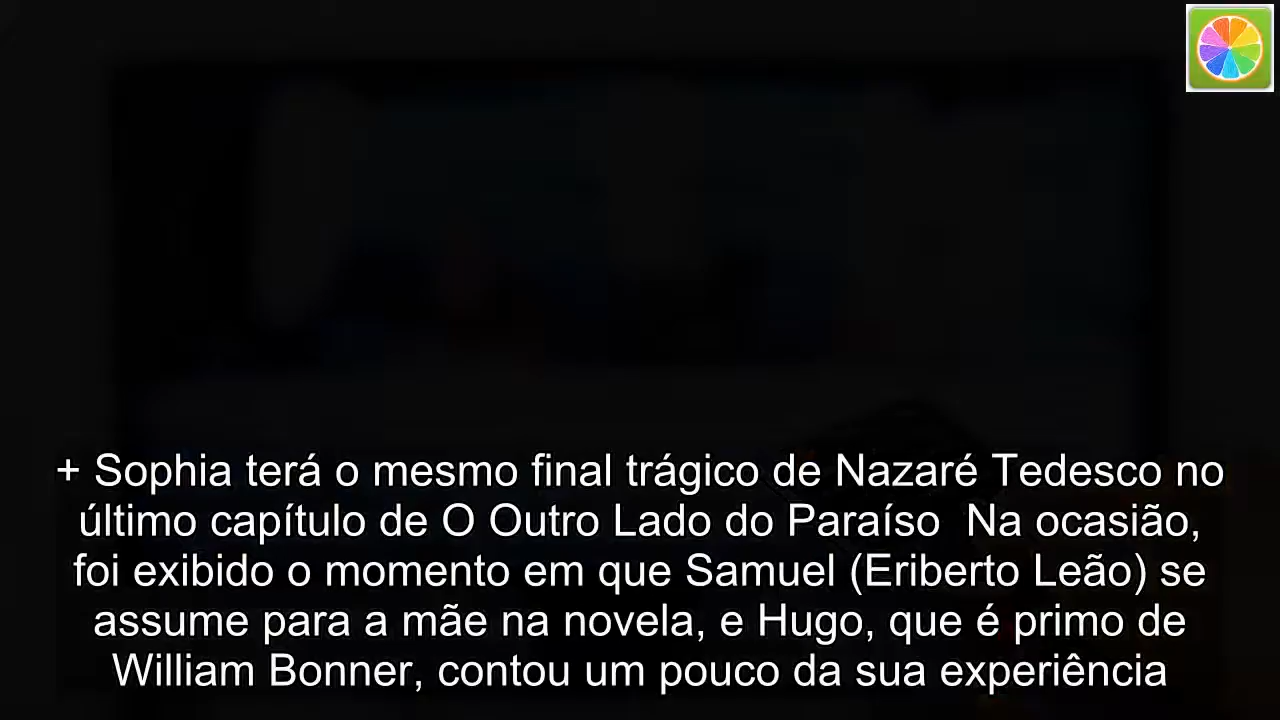 + Sophia terá o mesmo final trágico de Nazaré Tedesco no
último capítulo de O Outro Lado do Paraíso  Na ocasião,
foi exibido o momento em que Samuel (Eriberto Leão) se
assume para a mãe na novela, e Hugo, que é primo de
William Bonner, contou um pouco da sua experiência